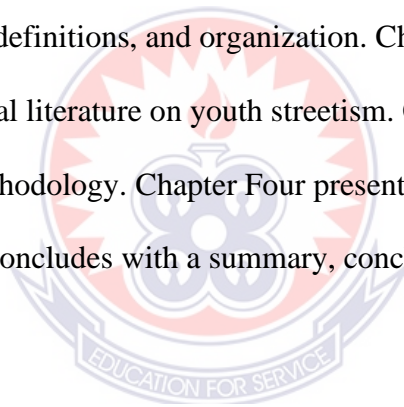 definitions, and organization. Ch
al literature on youth streetism.
hodology. Chapter Four present
oncludes with a summary, conc
EDUCATION FOR SERVICE